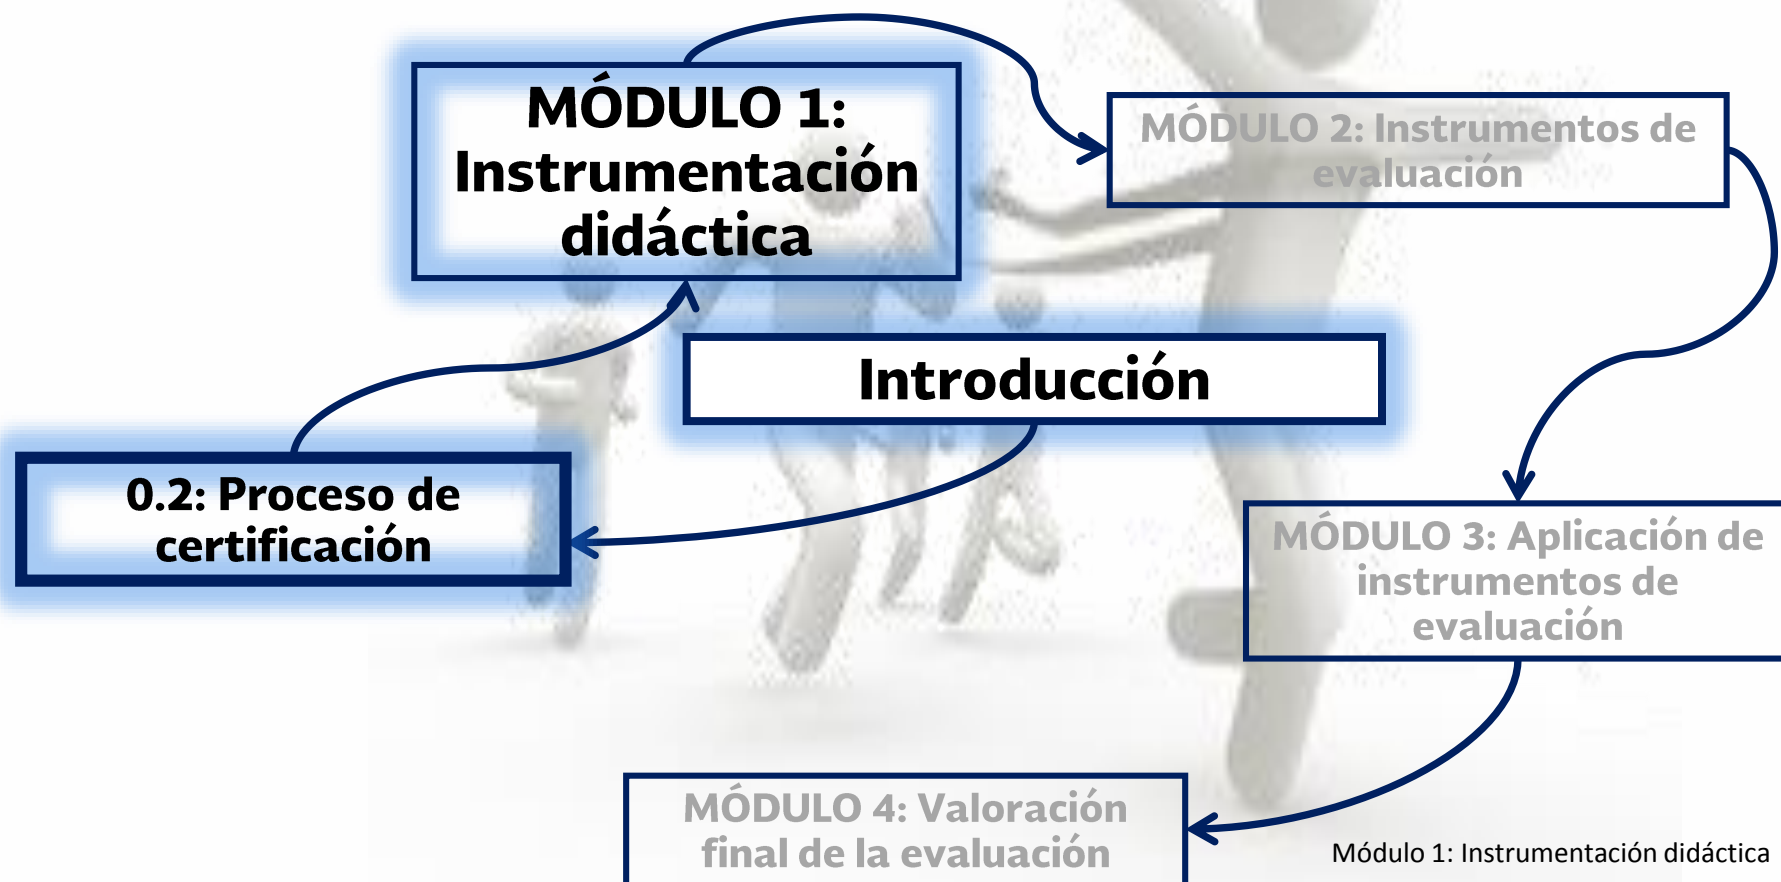 MÓDULO 1:
Instrumentación
didáctica
MÓDULO 2: Instrumentos de
evaluación
Introducción
0.2: Proceso de
certificación
MÓDULO 3: Aplicación de
instrumentos de
evaluación
MÓDULO 4: Valoración
final de la evaluación
Módulo 1: Instrumentación didáctica